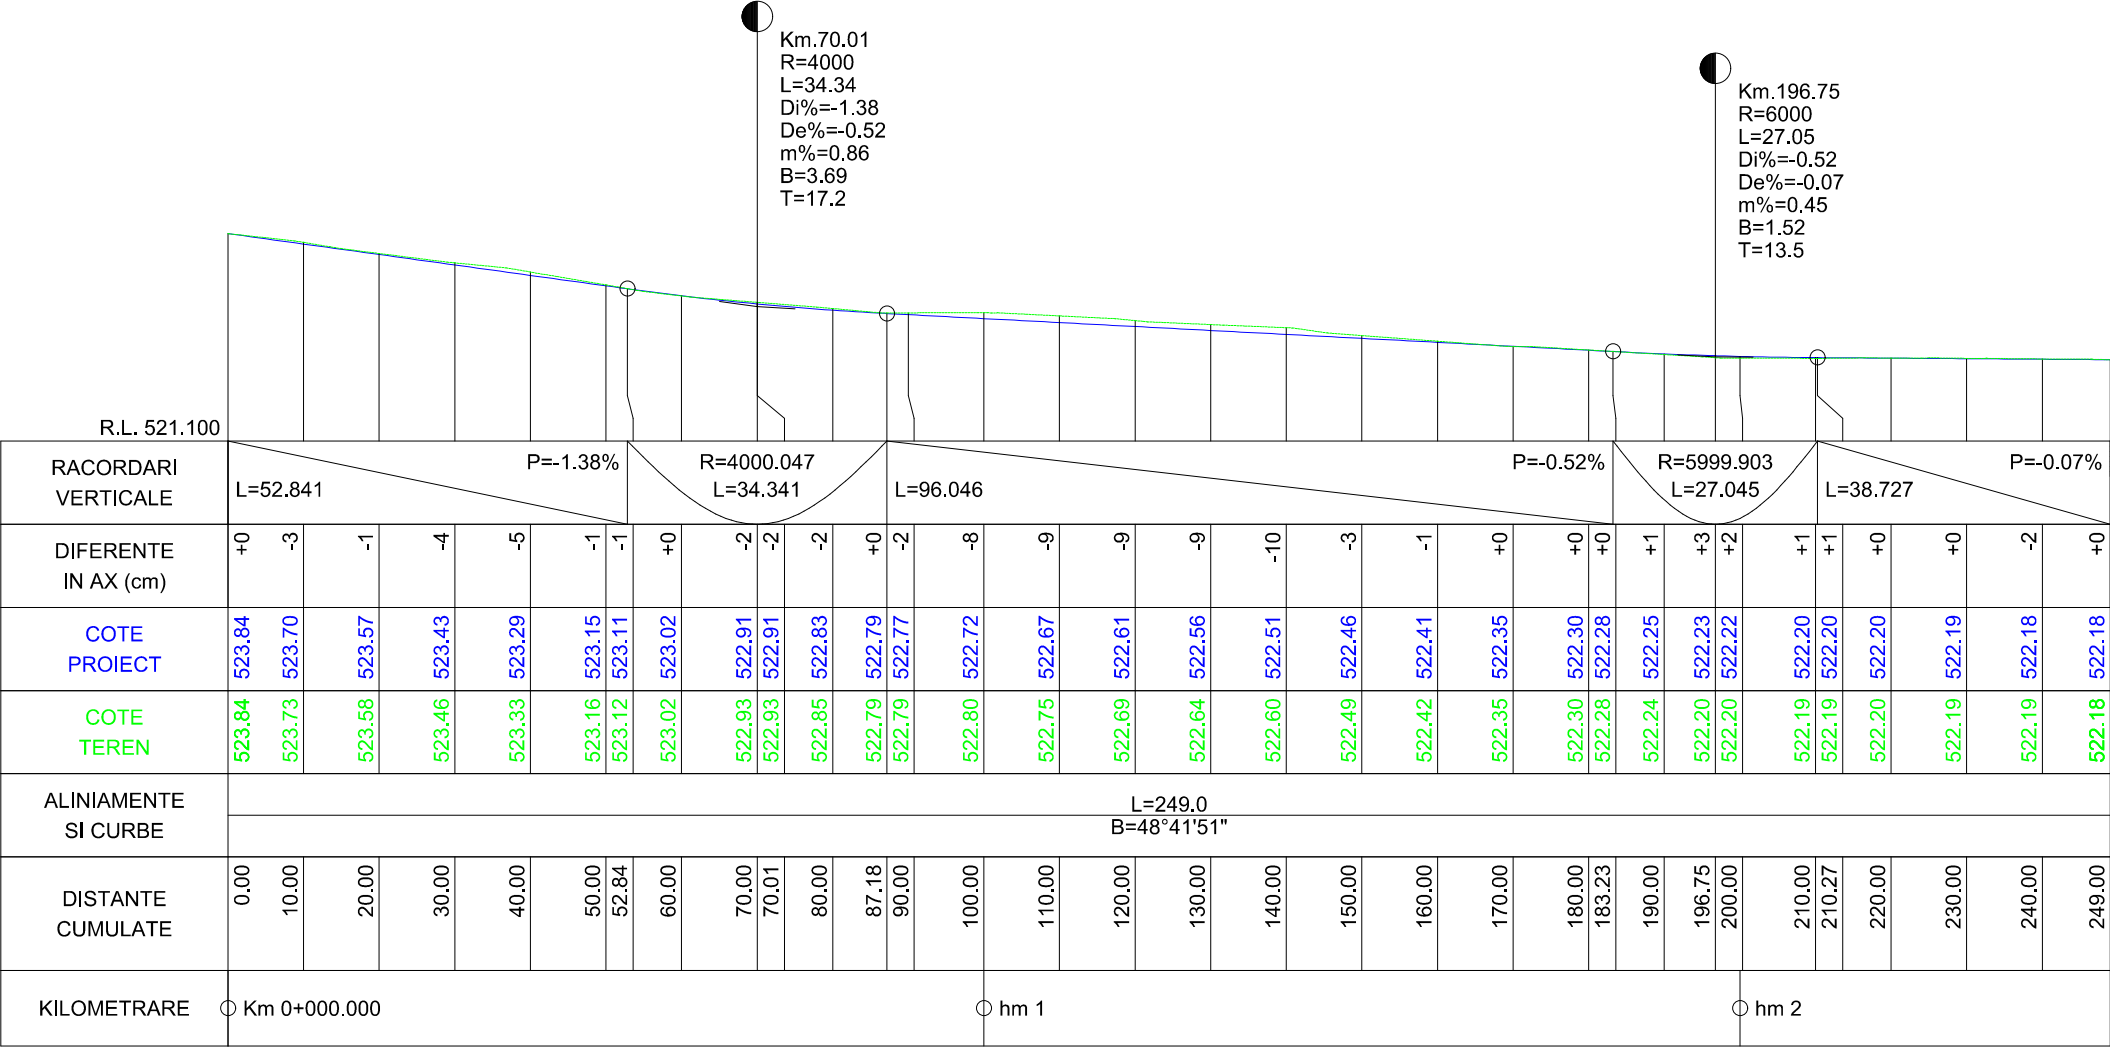 Km.70.01
R=4000
L=34.34
Di%=-1.38
De%=-0.52
m%=0.86
B=3.69
T=17.2
Km.196.75
R=6000
L=27.05
Di%=-0.52
De%=-0.07
m%=0.45
B=1.52
T=13.5
R.L. 521.100
RACORDARI
VERTICALE
L=52.841
P=-1.38%
R=4000.047
L=34.341
L=96.046
P=-0.52%
R=5999.903
L=27.045
L=38.727
P=-0.07%
DIFERENTE
IN AX (cm)
+0 -3 -1 -4 -5 -1 -1 +0 -2 -2 -2 +0 -2 -8 -9 -9 -9 -10 -3 -1 +0 +0 +0 +1 +3 +2 +1 +1 +0 +0 -2 +0
COTE
PROIECT
523.84 523.70 523.57 523.43 523.29 523.15 523.11 523.02 522.91 522.91 522.83 522.79 522.77 522.72 522.67 522.61 522.56 522.51 522.46 522.41 522.35 522.30 522.28 522.25 522.23 522.22 522.20 522.20 522.20 522.19 522.18 522.18
COTE
TEREN
523.84 523.73 523.58 523.46 523.33 523.16 523.12 523.02 522.93 522.93 522.85 522.79 522.79 522.80 522.75 522.69 522.64 522.60 522.49 522.42 522.35 522.30 522.28 522.24 522.20 522.20 522.19 522.19 522.20 522.19 522.19 522.18
ALINIAMENTE
SI CURBE
L=249.0
B=48°41'51"
DISTANTE
CUMULATE
0.00 10.00 20.00 30.00 40.00 50.00 52.84 60.00 70.00 70.01 80.00 87.18 90.00 100.00 110.00 120.00 130.00 140.00 150.00 160.00 170.00 180.00 183.23 190.00 196.75 200.00 210.00 210.27 220.00 230.00 240.00 249.00
KILOMETRARE
Km 0+000.000
hm 1
hm 2